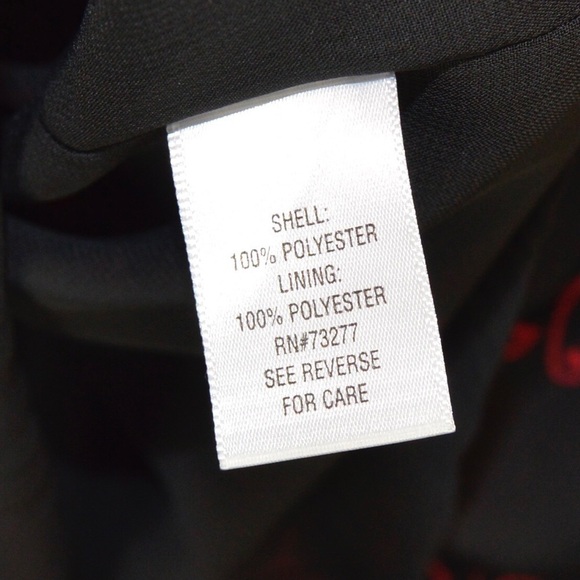 SHELL:
100% POLYESTER
LINING:
100% POLYESTER
RN#73277
SEE REVERSE
FOR CARE